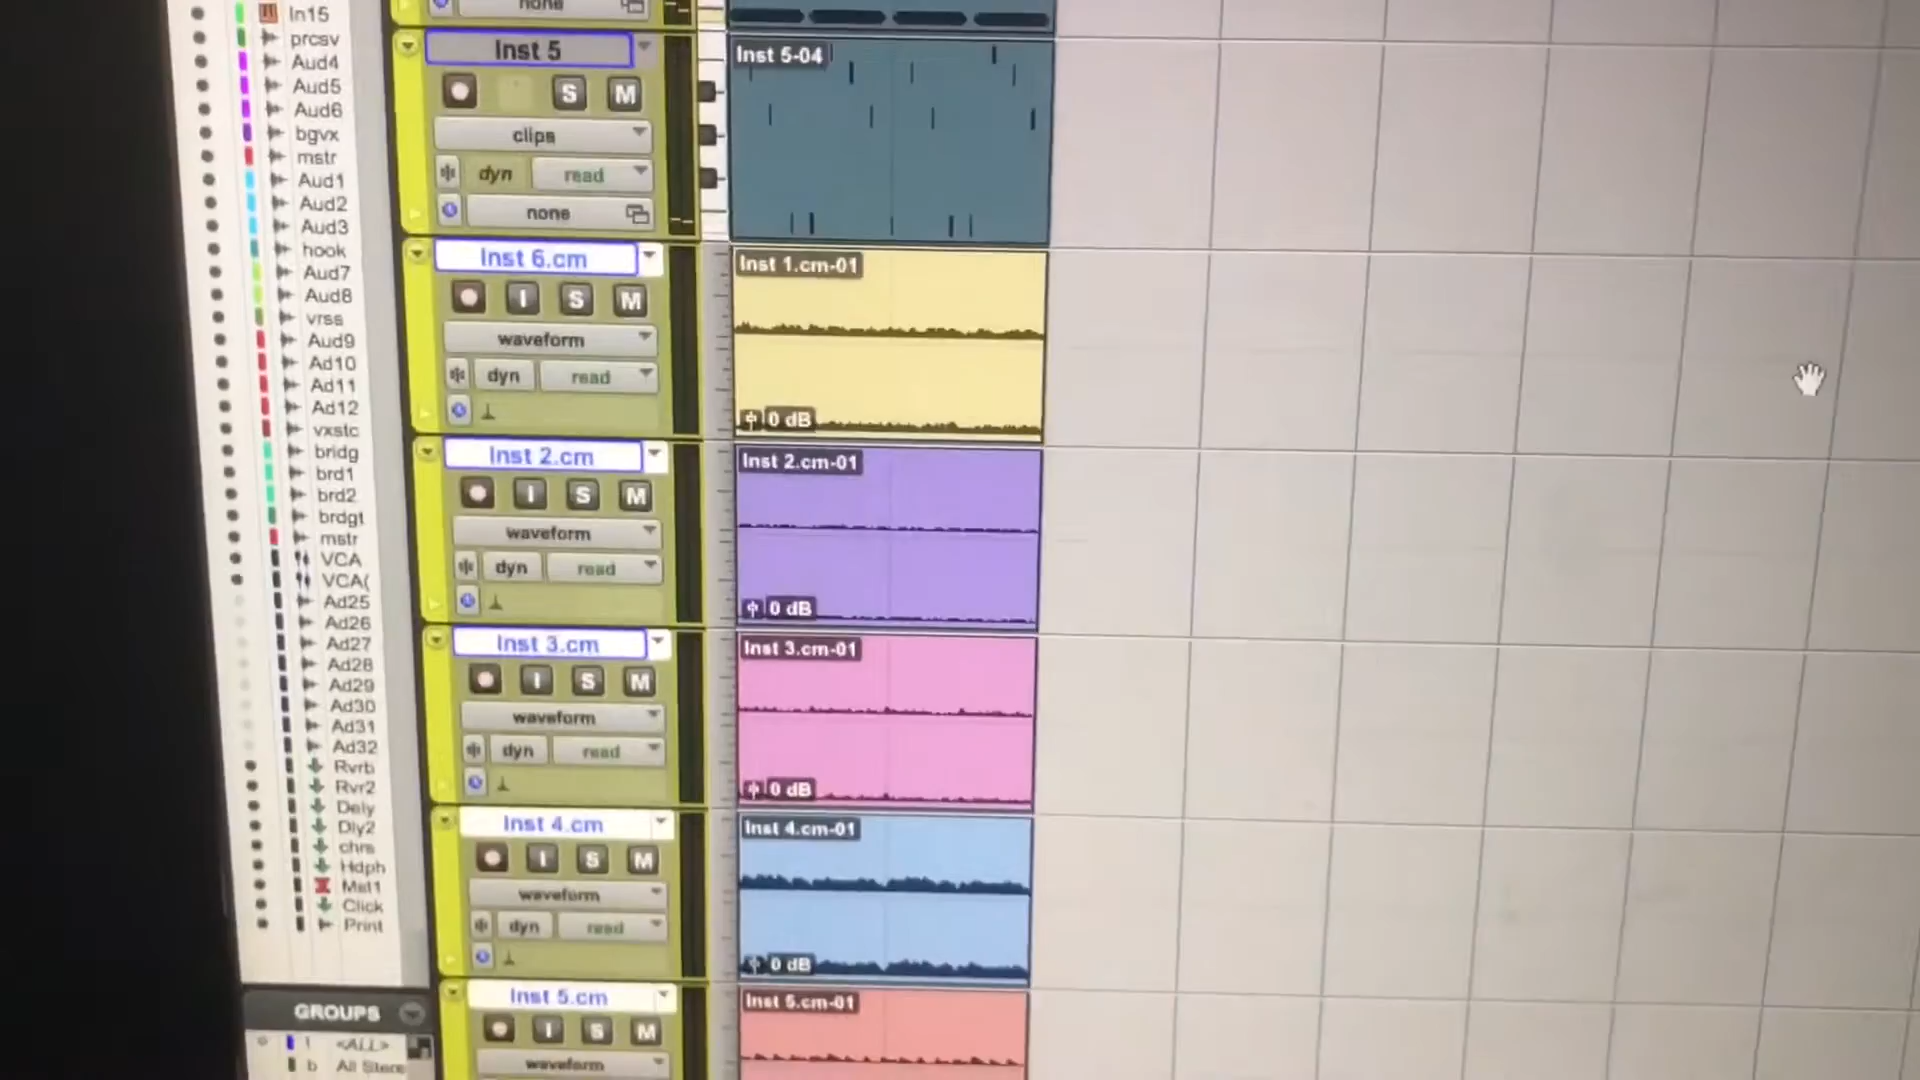 In15
prcsv
Aud4
Aud5
Aud6
bgvx
mstr
Aud1
Aud2
Aud3
hook
Aud7
Aud8
vrss
Aud9
Ad10
Ad11
Ad12
vxstc
bridg
brd1
brd2
brdgt
mstr
VCA
VCA(
Ad25
Ad26
Ad27
Ad28
Ad29
Ad30
Ad31
Ad32
Rvrb
Rvr2
Dely
Dly2
chrs
Hdph
Mst1
Click
Print
GROUPS
1 <ALL>
b All Stere
none
Inst 5
S M
clips
dyn read
none
Inst 6.cm
I S M
waveform
dyn read
Inst 2.cm
I S M
waveform
dyn read
Inst 3.cm
I S M
waveform
dyn read
Inst 4.cm
I S M
waveform
dyn read
Inst 5.cm
I S M
waveform
Inst 5-04
Inst 1.cm-01
0 dB
Inst 2.cm-01
0 dB
Inst 3.cm-01
0 dB
Inst 4.cm-01
0 dB
Inst 5.cm-01